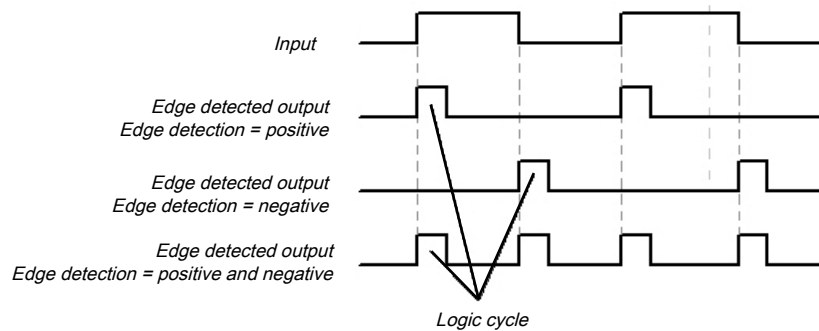 Input
Edge detected output
Edge detection = positive
Edge detected output
Edge detection = negative
Edge detected output
Edge detection = positive and negative
Logic cycle